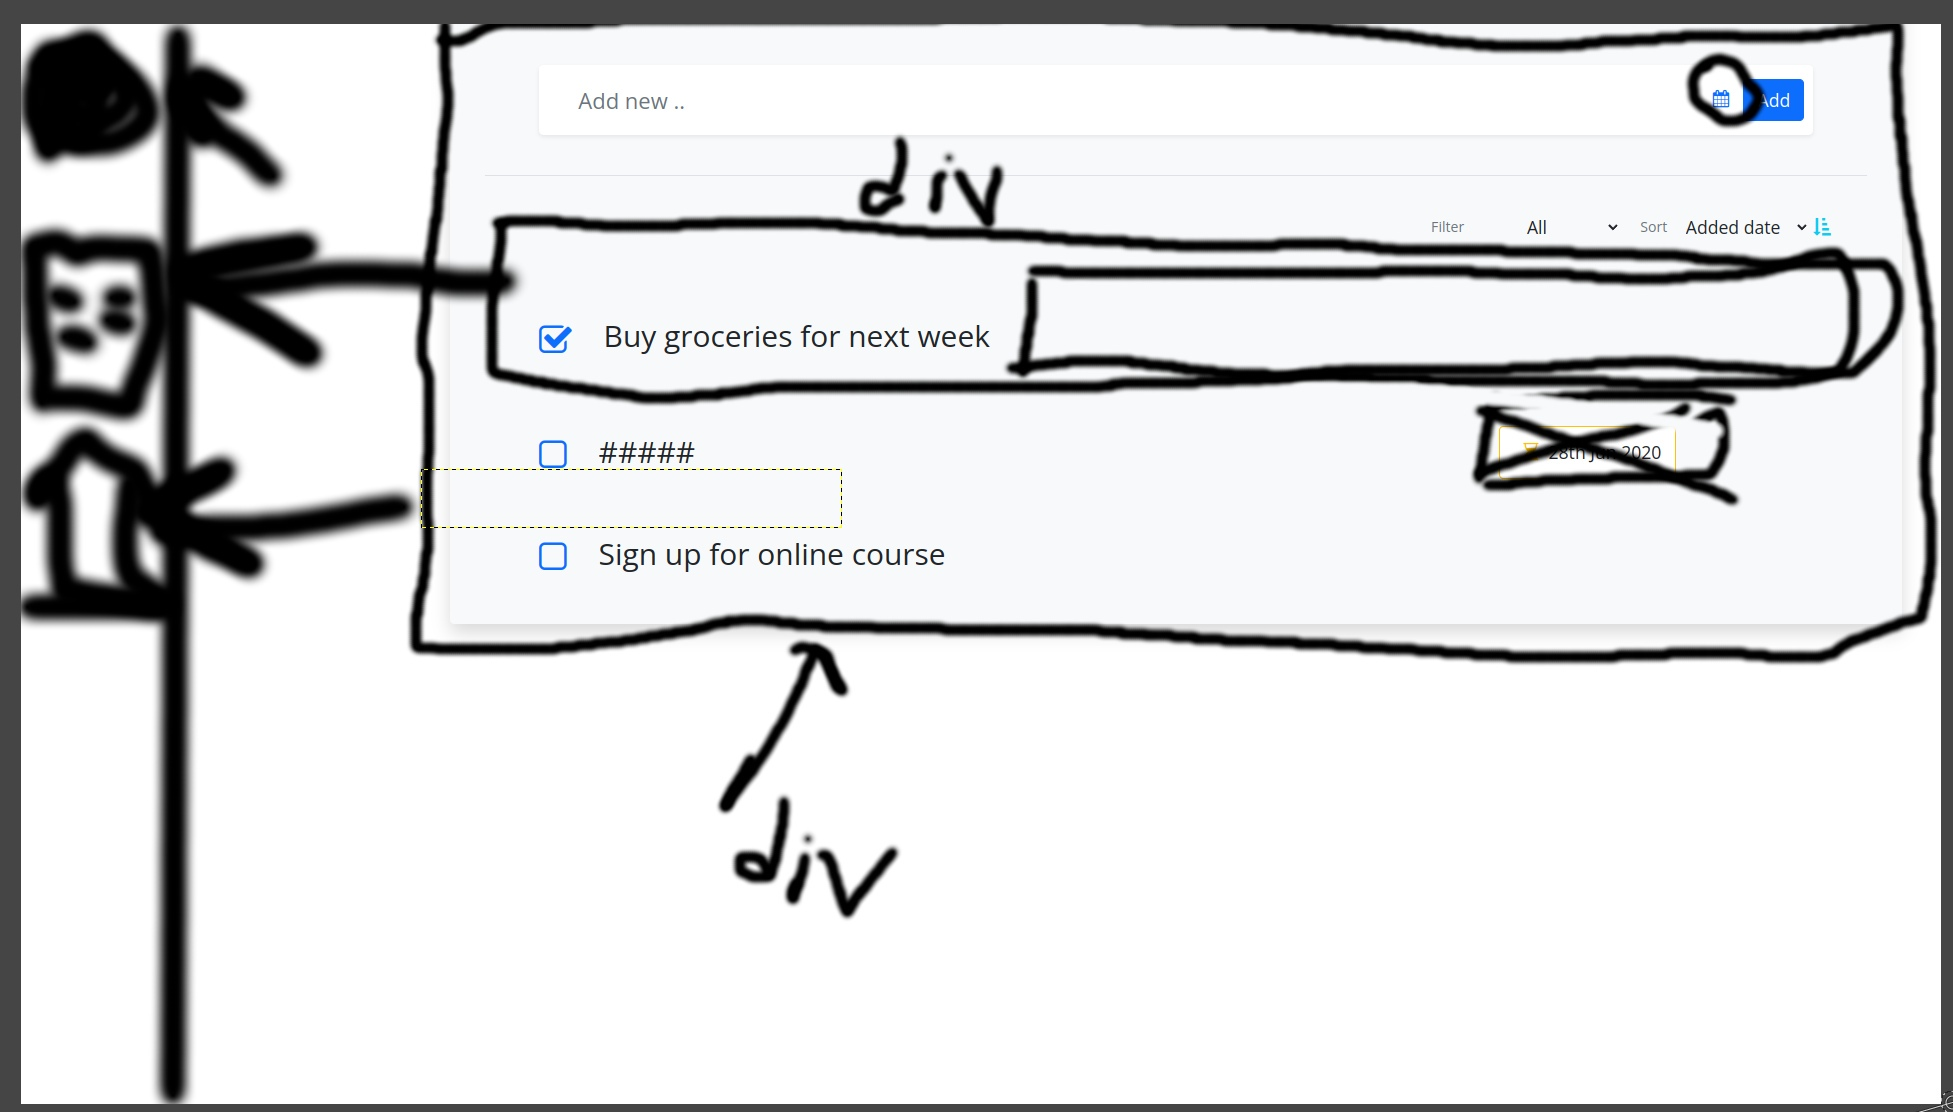 Add new ..
Add
div
Filter All Sort Added date
Buy groceries for next week
##### 28th Jun 2020
Sign up for online course
div